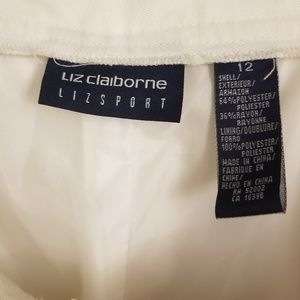 LIZ claiborne
LIZSPORT
12
SHELL/
EXTERIEUR/
ARMAZON
64%POLYESTER/
POLIESTER
36%RAYON/
RAYONNE
LINING/DOUBLURE/
FORRO
100%POLYESTER/
POLIESTER
MADE IN CHINA/
FABRIQUE EN
CHINE/
HECHO EN CHINA
RN 52002
CA 16396